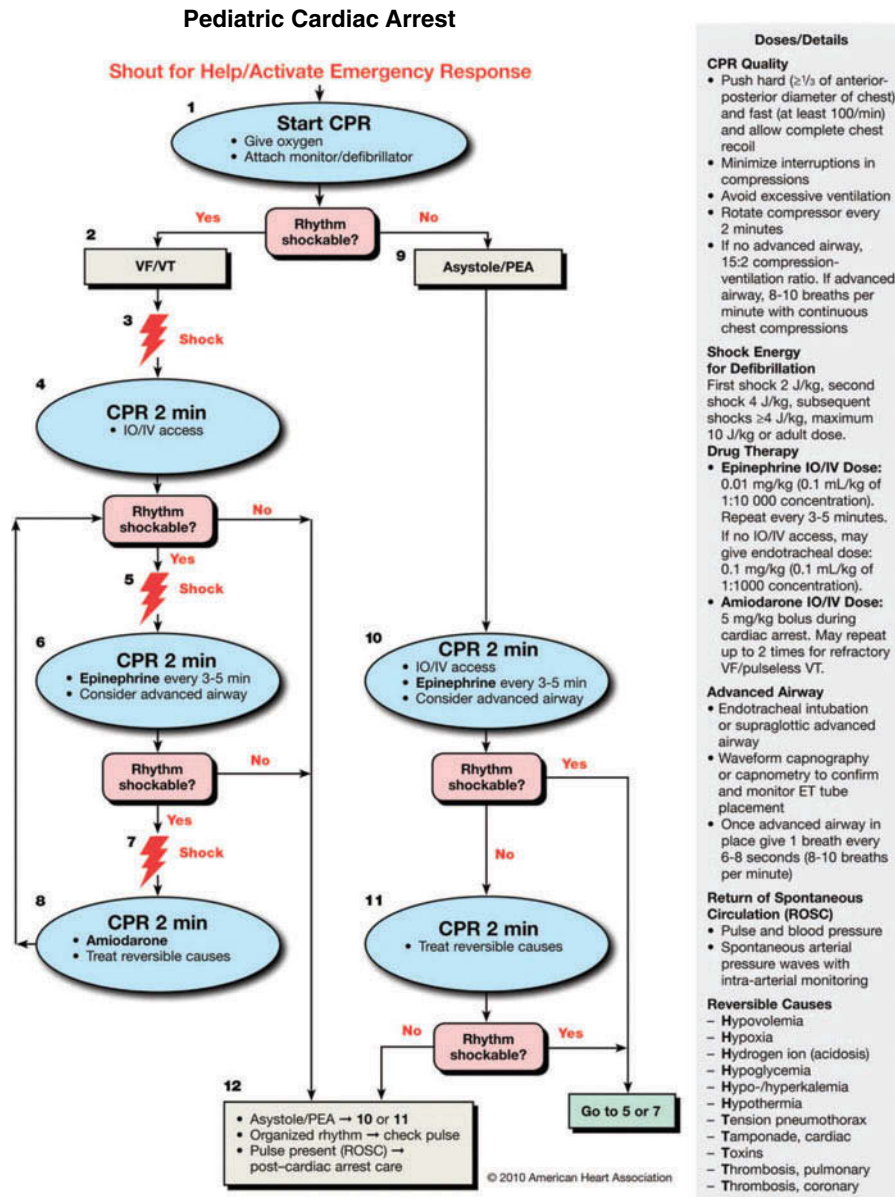 Pediatric Cardiac Arrest
Shout for Help/Activate Emergency Response
1
Start CPR
• Give oxygen
• Attach monitor/defibrillator
Rhythm
shockable?
Yes
No
2
VF/VT
9
Asystole/PEA
3
Shock
4
CPR 2 min
• IO/IV access
Rhythm
shockable?
No
Yes
5
Shock
6
CPR 2 min
• Epinephrine every 3-5 min
• Consider advanced airway
Rhythm
shockable?
No
Yes
7
Shock
8
CPR 2 min
• Amiodarone
• Treat reversible causes
10
CPR 2 min
• IO/IV access
• Epinephrine every 3-5 min
• Consider advanced airway
Rhythm
shockable?
Yes
No
11
CPR 2 min
• Treat reversible causes
Rhythm
shockable?
No
Yes
12
• Asystole/PEA → 10 or 11
• Organized rhythm → check pulse
• Pulse present (ROSC) →
post–cardiac arrest care
Go to 5 or 7
© 2010 American Heart Association
Doses/Details
CPR Quality
• Push hard (≥⅓ of anterior-
posterior diameter of chest)
and fast (at least 100/min)
and allow complete chest
recoil
• Minimize interruptions in
compressions
• Avoid excessive ventilation
• Rotate compressor every
2 minutes
• If no advanced airway,
15:2 compression-
ventilation ratio. If advanced
airway, 8-10 breaths per
minute with continuous
chest compressions
Shock Energy
for Defibrillation
First shock 2 J/kg, second
shock 4 J/kg, subsequent
shocks ≥4 J/kg, maximum
10 J/kg or adult dose.
Drug Therapy
• Epinephrine IO/IV Dose:
0.01 mg/kg (0.1 mL/kg of
1:10 000 concentration).
Repeat every 3-5 minutes.
If no IO/IV access, may
give endotracheal dose:
0.1 mg/kg (0.1 mL/kg of
1:1000 concentration).
• Amiodarone IO/IV Dose:
5 mg/kg bolus during
cardiac arrest. May repeat
up to 2 times for refractory
VF/pulseless VT.
Advanced Airway
• Endotracheal intubation
or supraglottic advanced
airway
• Waveform capnography
or capnometry to confirm
and monitor ET tube
placement
• Once advanced airway in
place give 1 breath every
6-8 seconds (8-10 breaths
per minute)
Return of Spontaneous
Circulation (ROSC)
• Pulse and blood pressure
• Spontaneous arterial
pressure waves with
intra-arterial monitoring
Reversible Causes
– Hypovolemia
– Hypoxia
– Hydrogen ion (acidosis)
– Hypoglycemia
– Hypo-/hyperkalemia
– Hypothermia
– Tension pneumothorax
– Tamponade, cardiac
– Toxins
– Thrombosis, pulmonary
– Thrombosis, coronary